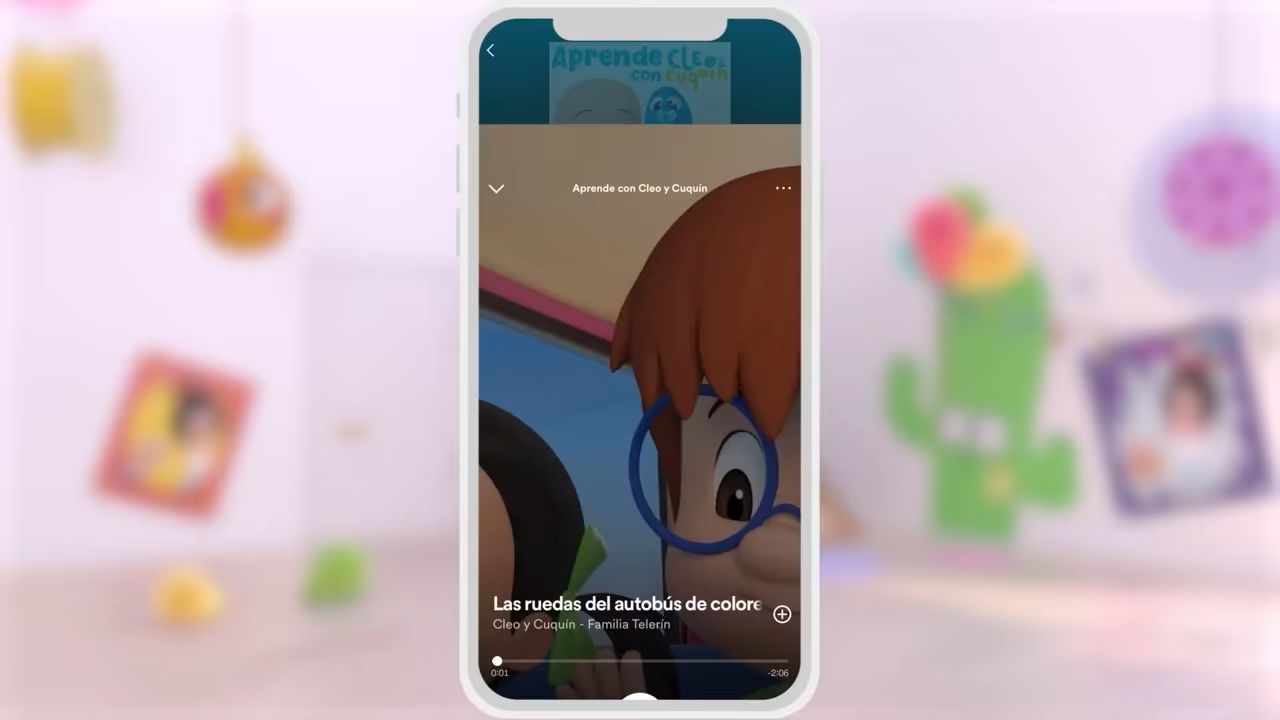 Aprende CLEO &
con cuquin
Aprende con Cleo y Cuquín
Las ruedas del autobús de colore
Cleo y Cuquín - Familia Telerín
0:01
-2:06